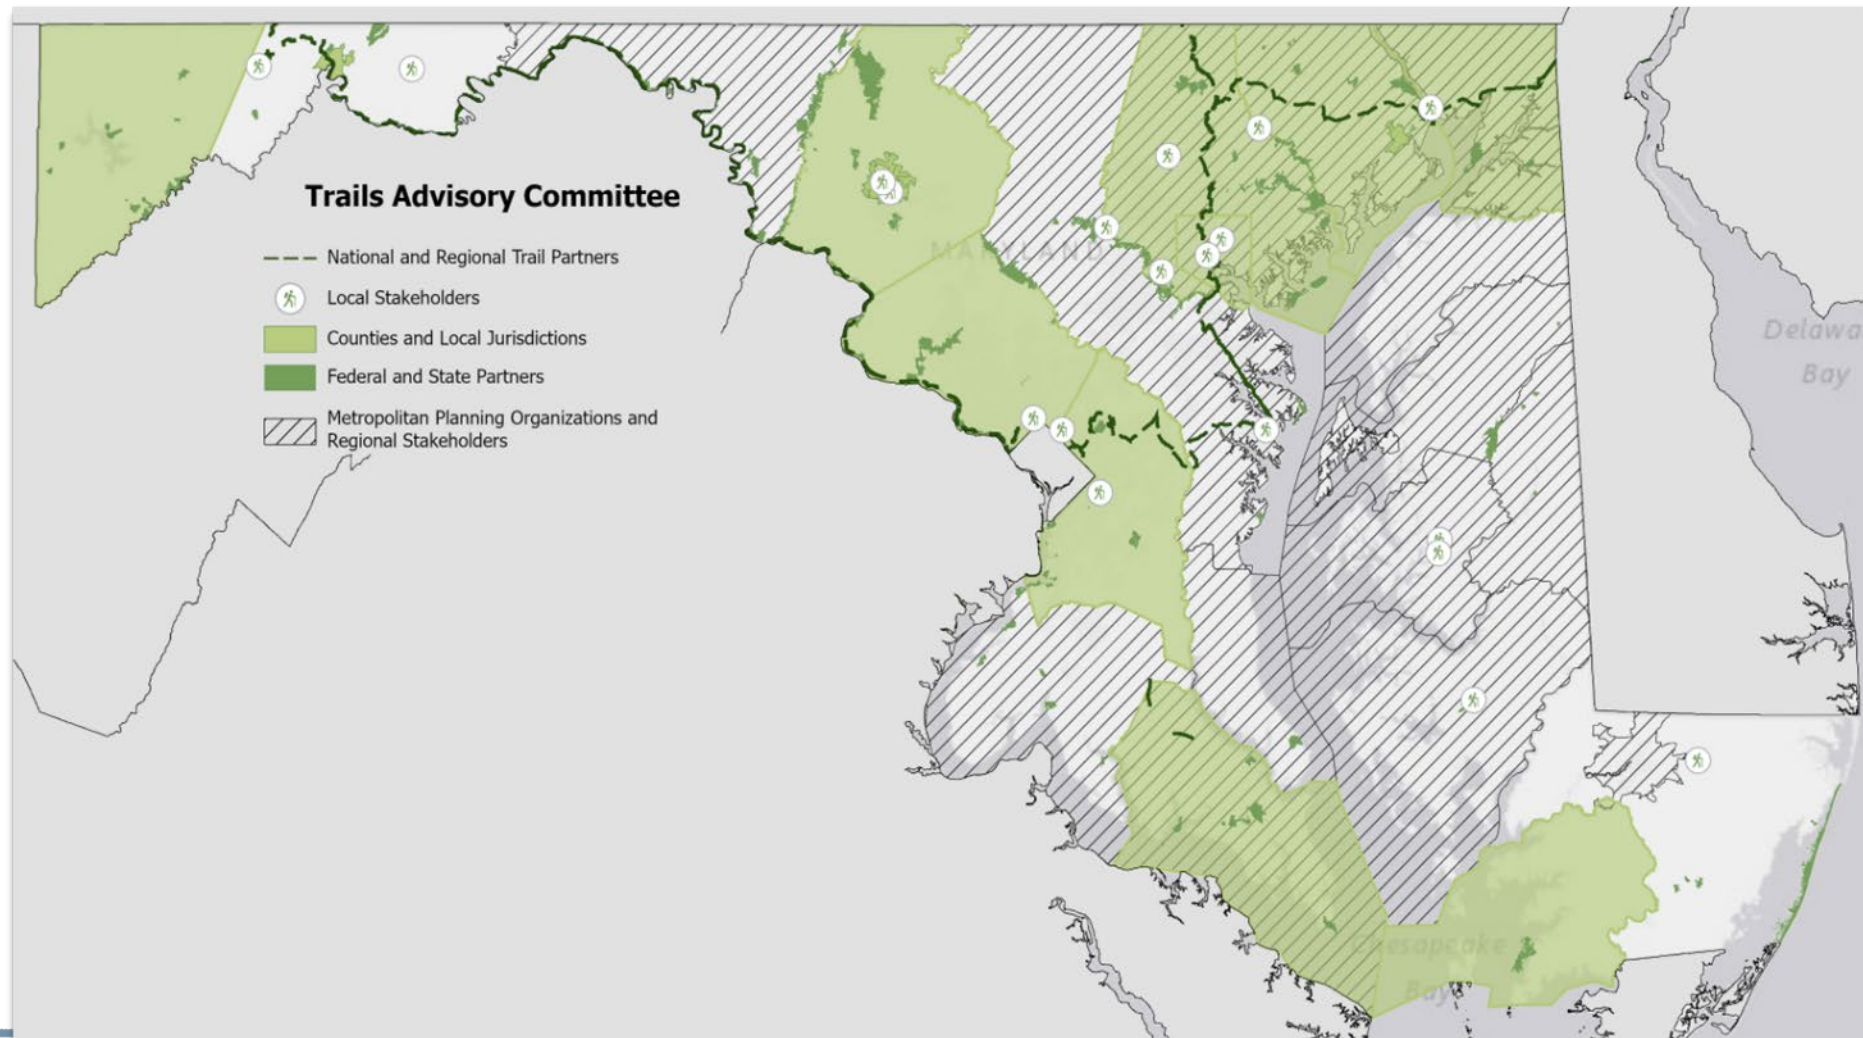 Trails Advisory Committee
National and Regional Trail Partners
Local Stakeholders
Counties and Local Jurisdictions
Federal and State Partners
Metropolitan Planning Organizations and
Regional Stakeholders
MARYLAND
Delawa
Bay
Chesapeake
Bay